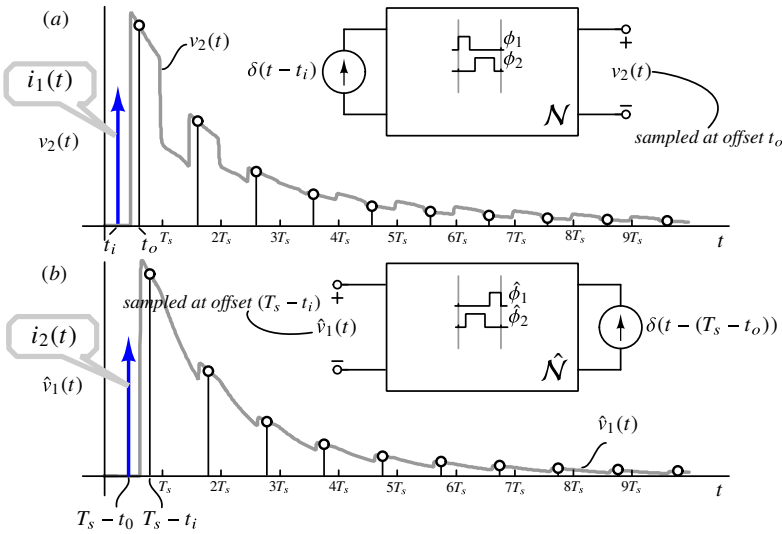 (a)
v₂(t)
i₁(t)
v₂(t)
δ(t − tᵢ)
ϕ₁
ϕ₂
𝒩
+
v₂(t)
−
sampled at offset tₒ
tᵢ
tₒ
Tₛ
2Tₛ
3Tₛ
4Tₛ
5Tₛ
6Tₛ
7Tₛ
8Tₛ
9Tₛ
t
(b)
sampled at offset (Tₛ − tᵢ)
+
v̂₁(t)
−
ϕ̂₁
ϕ̂₂
𝒩̂
δ(t − (Tₛ − tₒ))
i₂(t)
v̂₁(t)
v̂₁(t)
Tₛ
2Tₛ
3Tₛ
4Tₛ
5Tₛ
6Tₛ
7Tₛ
8Tₛ
9Tₛ
t
Tₛ − t₀
Tₛ − tᵢ